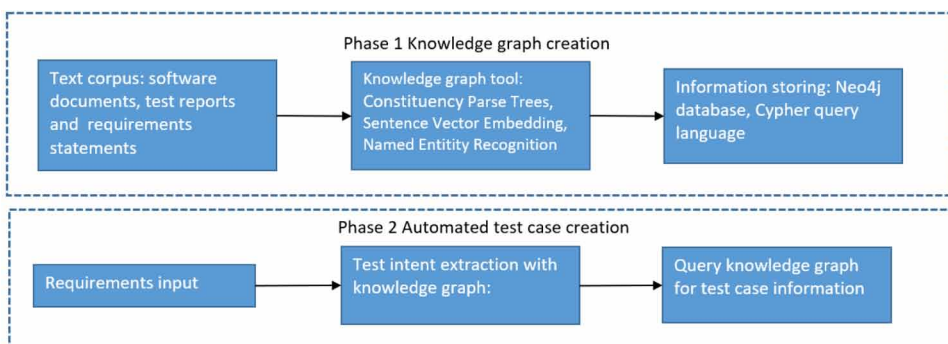 Phase 1 Knowledge graph creation
Text corpus: software
documents, test reports
and requirements
statements
Knowledge graph tool:
Constituency Parse Trees,
Sentence Vector Embedding,
Named Entitity Recognition
Information storing: Neo4j
database, Cypher query
language
Phase 2 Automated test case creation
Requirements input
Test intent extraction with
knowledge graph:
Query knowledge graph
for test case information